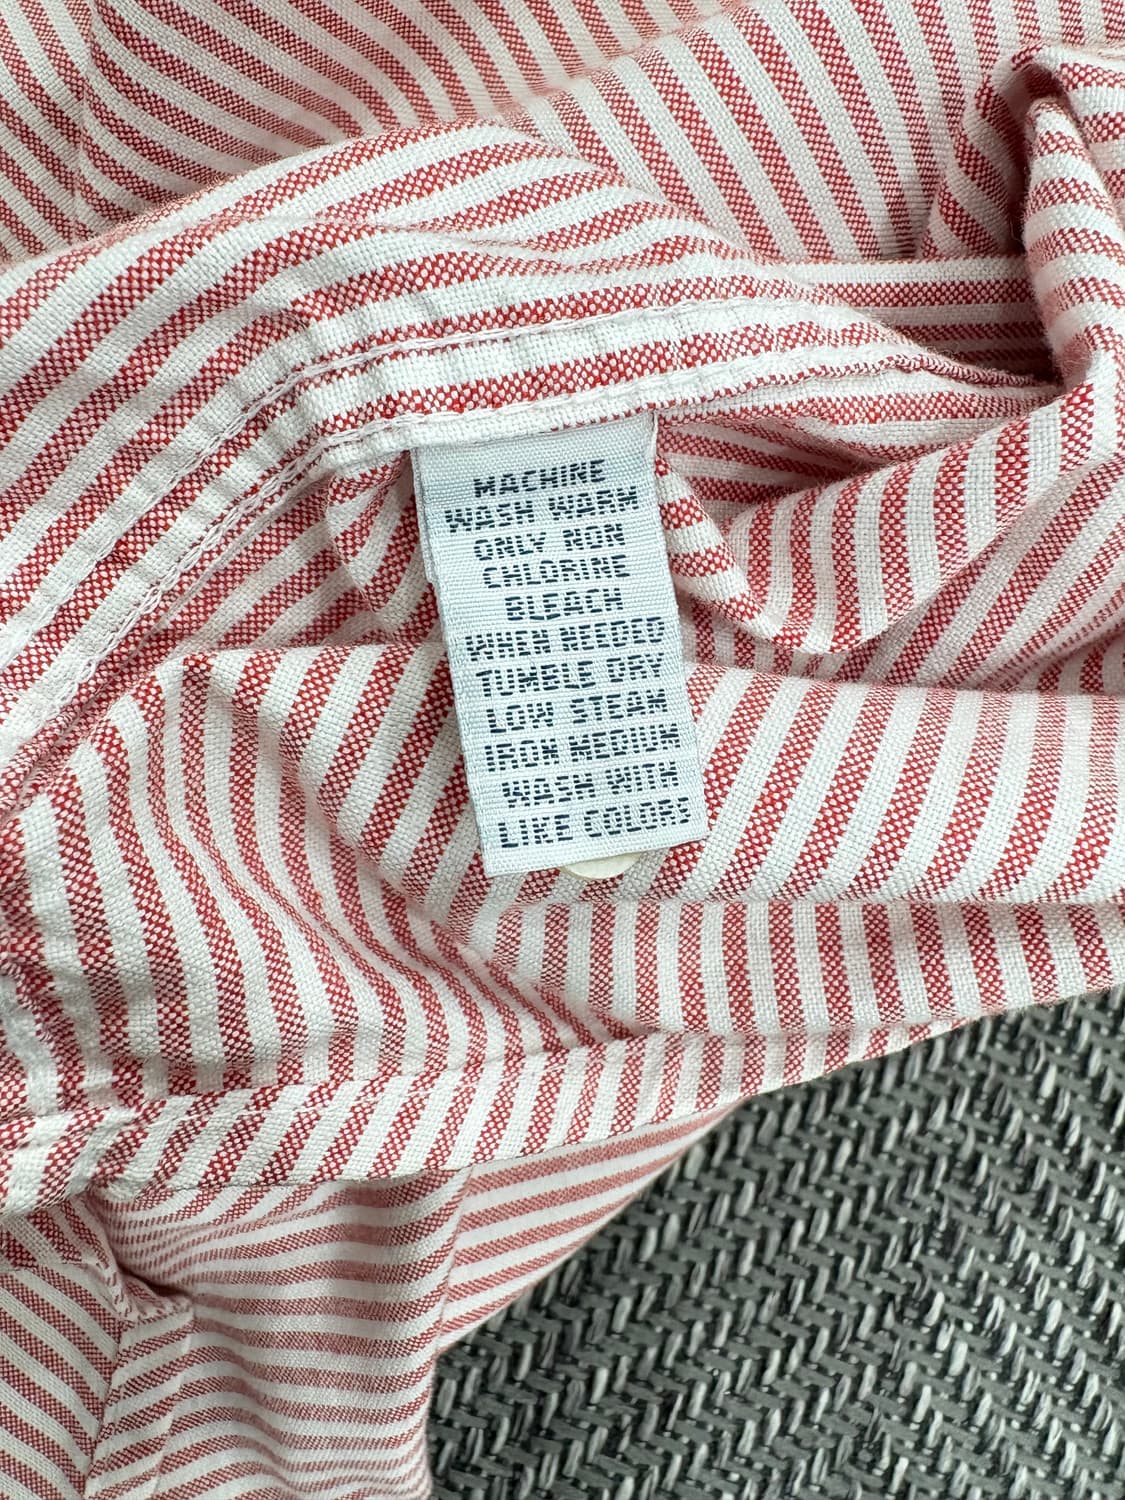 MACHINE
WASH WARM
ONLY NON
CHLORINE
BLEACH
WHEN NEEDED
TUMBLE DRY
LOW STEAM
IRON MEDIUM
WASH WITH
LIKE COLORS